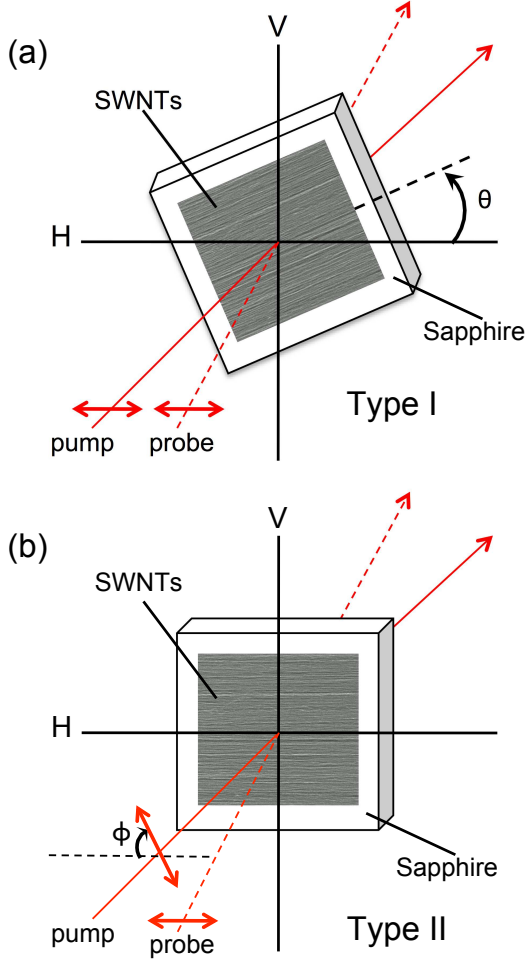 (a)
V
SWNTs
H
θ
Sapphire
Type I
pump
probe
(b)
V
SWNTs
H
ϕ
Sapphire
pump
probe
Type II